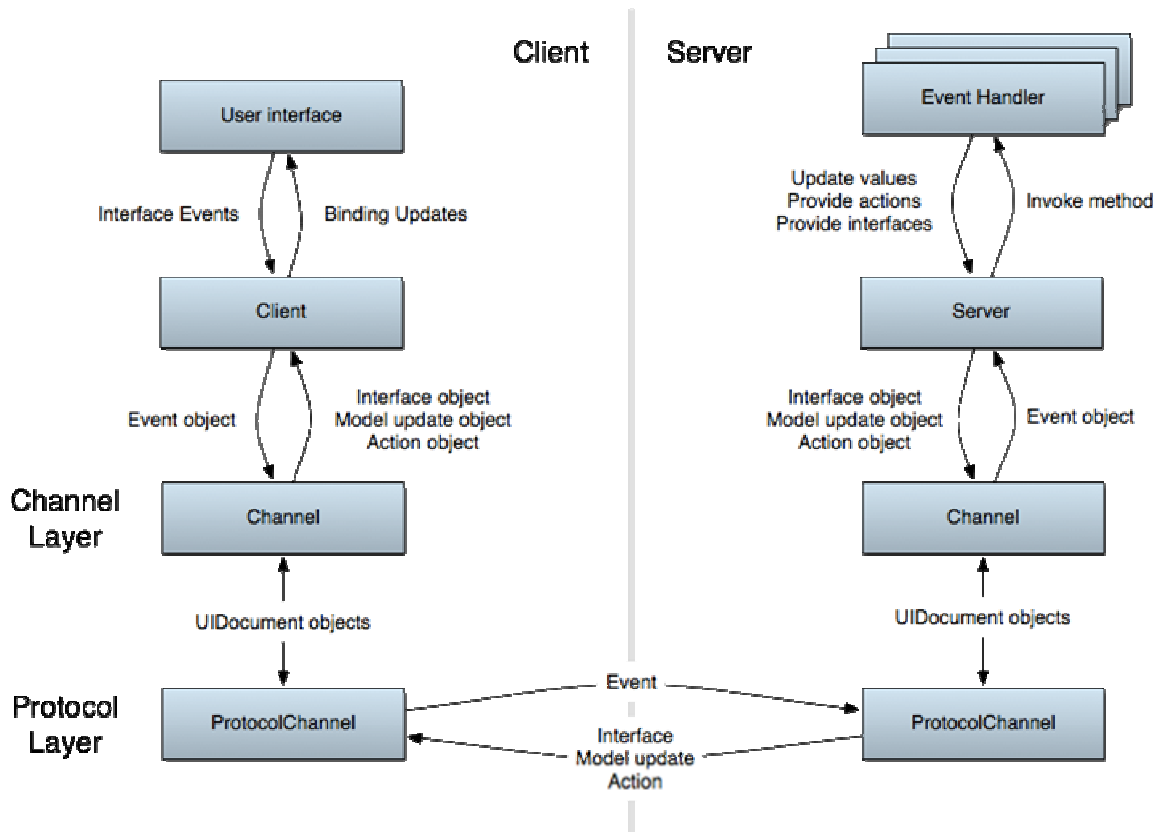 Client
Server
User interface
Event Handler
Interface Events
Binding Updates
Update values
Provide actions
Provide interfaces
Invoke method
Client
Server
Event object
Interface object
Model update object
Action object
Interface object
Model update object
Action object
Event object
Channel
Layer
Channel
Channel
UIDocument objects
UIDocument objects
Protocol
Layer
ProtocolChannel
Event
Interface
Model update
Action
ProtocolChannel